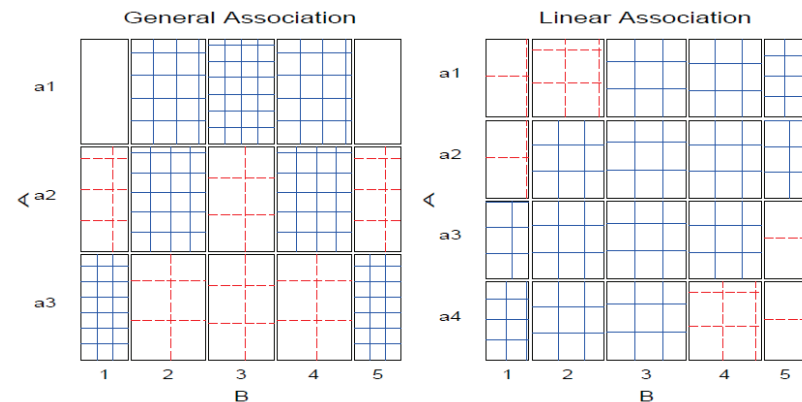 General Association
a1
a2
a3
A
1 2 3 4 5
B
Linear Association
a1
a2
a3
a4
A
1 2 3 4 5
B